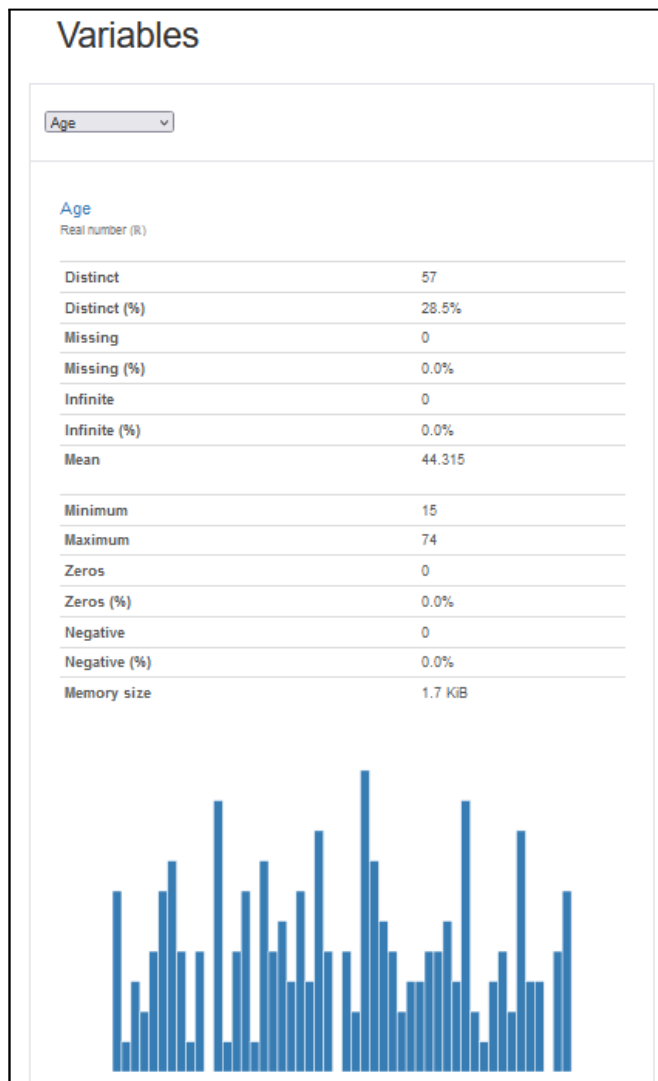 Variables
Age
Age
Real number (ℝ)
Distinct 57
Distinct (%) 28.5%
Missing 0
Missing (%) 0.0%
Infinite 0
Infinite (%) 0.0%
Mean 44.315
Minimum 15
Maximum 74
Zeros 0
Zeros (%) 0.0%
Negative 0
Negative (%) 0.0%
Memory size 1.7 KiB